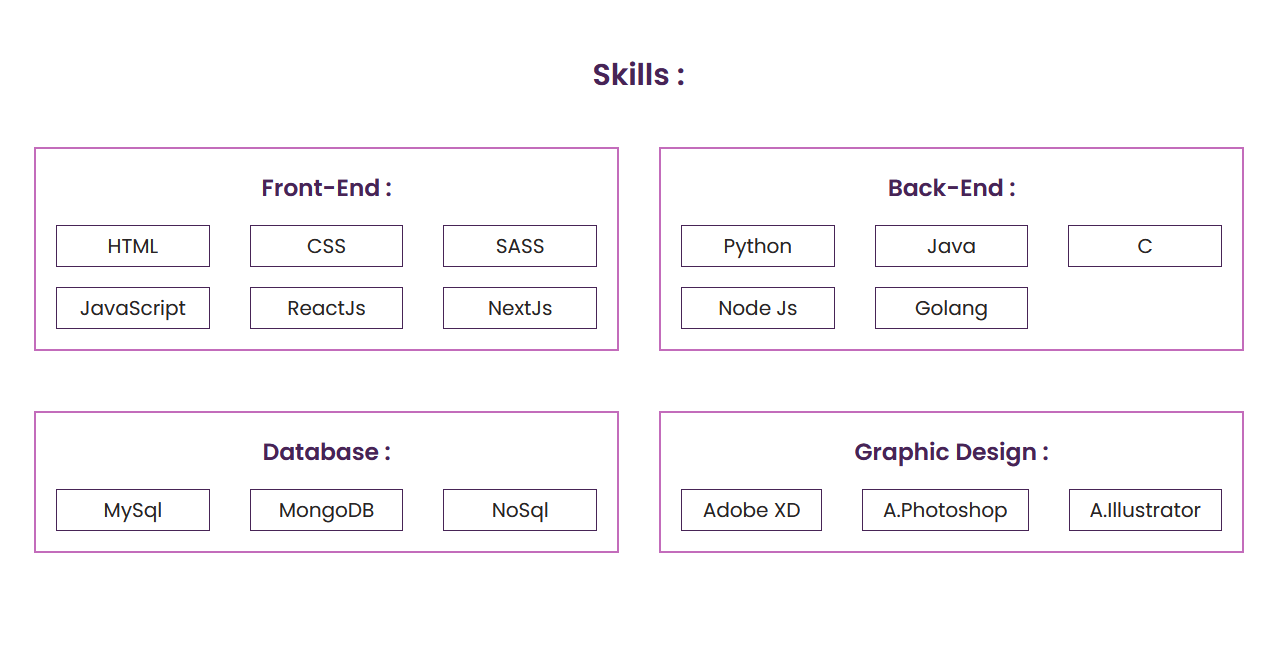 Skills :
Front-End :
HTML CSS SASS
JavaScript ReactJs NextJs
Back-End :
Python Java C
Node Js Golang
Database :
MySql MongoDB NoSql
Graphic Design :
Adobe XD A.Photoshop A.Illustrator